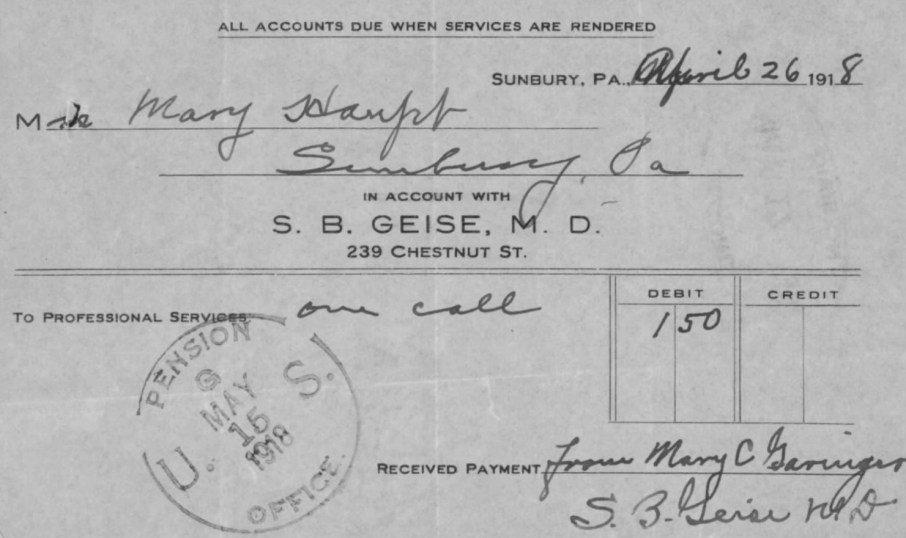 ALL ACCOUNTS DUE WHEN SERVICES ARE RENDERED
SUNBURY, PA., April 26 1918
M Mary Haupt
Sunbury, Pa
IN ACCOUNT WITH
S. B. GEISE, M. D.
239 CHESTNUT ST.
TO PROFESSIONAL SERVICES: one call
DEBIT CREDIT
1 50
PENSION OFFICE
U. S.
MAY
15
1918
RECEIVED PAYMENT from Mary C
S. B. Geise M D